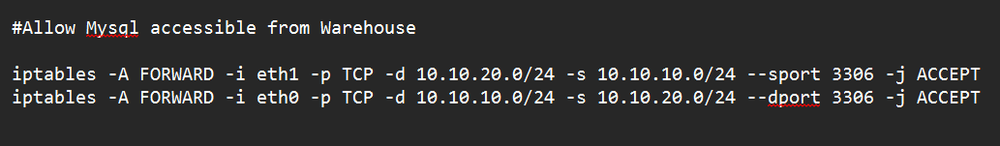 #Allow Mysql accessible from Warehouse
iptables -A FORWARD -i eth1 -p TCP -d 10.10.20.0/24 -s 10.10.10.0/24 --sport 3306 -j ACCEPT
iptables -A FORWARD -i eth0 -p TCP -d 10.10.10.0/24 -s 10.10.20.0/24 --dport 3306 -j ACCEPT